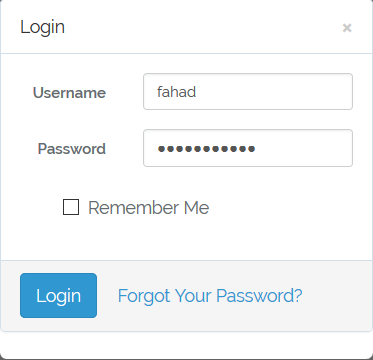 Login ×
Username fahad
Password •••••••••••
Remember Me
Login Forgot Your Password?